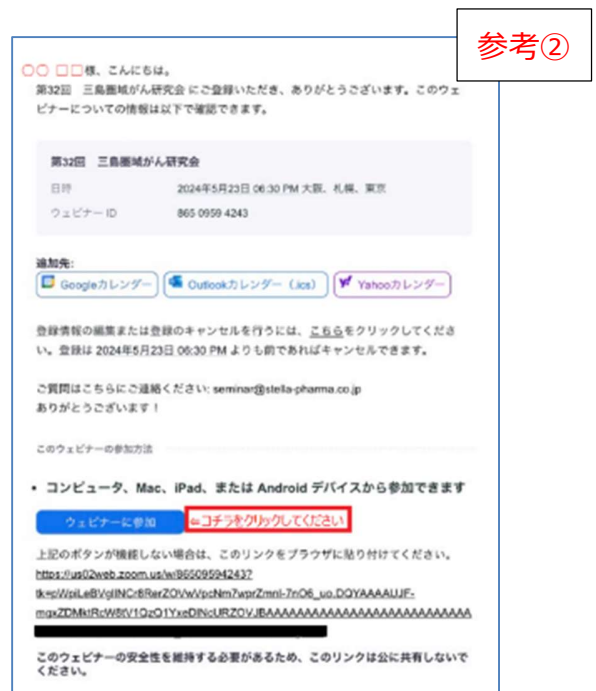 参考②
○○ □□様、こんにちは。
第32回 三島圏域がん研究会 にご登録いただき、ありがとうございます。このウェ
ビナーについての情報は以下で確認できます。
第32回 三島圏域がん研究会
日時 2024年5月23日 06:30 PM 大阪、札幌、東京
ウェビナー ID 865 0959 4243
追加先:
Googleカレンダー Outlookカレンダー (.ics) Yahooカレンダー
登録情報の編集または登録のキャンセルを行うには、こちらをクリックしてくださ
い。登録は 2024年5月23日 06:30 PM よりも前であればキャンセルできます。
ご質問はこちらにご連絡ください: seminar@stella-pharma.co.jp
ありがとうございます！
このウェビナーの参加方法
• コンピュータ、Mac、iPad、または Android デバイスから参加できます
ウェビナーに参加 ⇐コチラをクリックしてください
上記のボタンが機能しない場合は、このリンクをブラウザに貼り付けてください。
https://us02web.zoom.us/w/86509594243?
このウェビナーの安全性を維持する必要があるため、このリンクは公に共有しないで
ください。